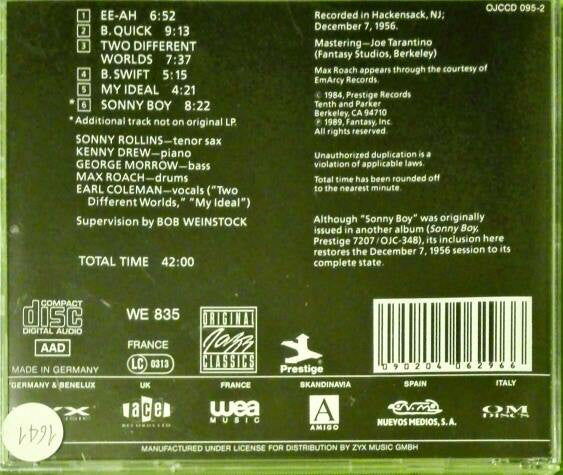 OJCCD 095-2
1 EE-AH 6:52
2 B. QUICK 9:13
3 TWO DIFFERENT
WORLDS 7:37
4 B. SWIFT 5:15
5 MY IDEAL 4:21
* 6 SONNY BOY 8:22
*Additional track not on original LP.
SONNY ROLLINS—tenor sax
KENNY DREW—piano
GEORGE MORROW—bass
MAX ROACH—drums
EARL COLEMAN—vocals ("Two
Different Worlds," "My Ideal")
Supervision by BOB WEINSTOCK
TOTAL TIME 42:00
Recorded in Hackensack, NJ;
December 7, 1956.
Mastering—Joe Tarantino
(Fantasy Studios, Berkeley)
Max Roach appears through the courtesy of
EmArcy Records.
© 1984, Prestige Records
Tenth and Parker
Berkeley, CA 94710
℗ 1989, Fantasy, Inc.
All rights reserved.
Unauthorized duplication is a
violation of applicable laws.
Total time has been rounded off
to the nearest minute.
Although "Sonny Boy" was originally
issued in another album (Sonny Boy,
Prestige 7207/OJC-348), its inclusion here
restores the December 7, 1956 session to its
complete state.
COMPACT
disc
DIGITAL AUDIO
AAD
MADE IN GERMANY
WE 835
FRANCE
LC 0313
ORIGINAL
Jazz
CLASSICS
Prestige
0 90204 06296 6
GERMANY & BENELUX UK FRANCE SKANDINAVIA SPAIN ITALY
ace
RECORDS LTD
wea
MUSIC
A
AMIGO
NUEVOS MEDIOS, S.A.
OM
DISCS
1641
MANUFACTURED UNDER LICENSE FOR DISTRIBUTION BY ZYX MUSIC GMBH